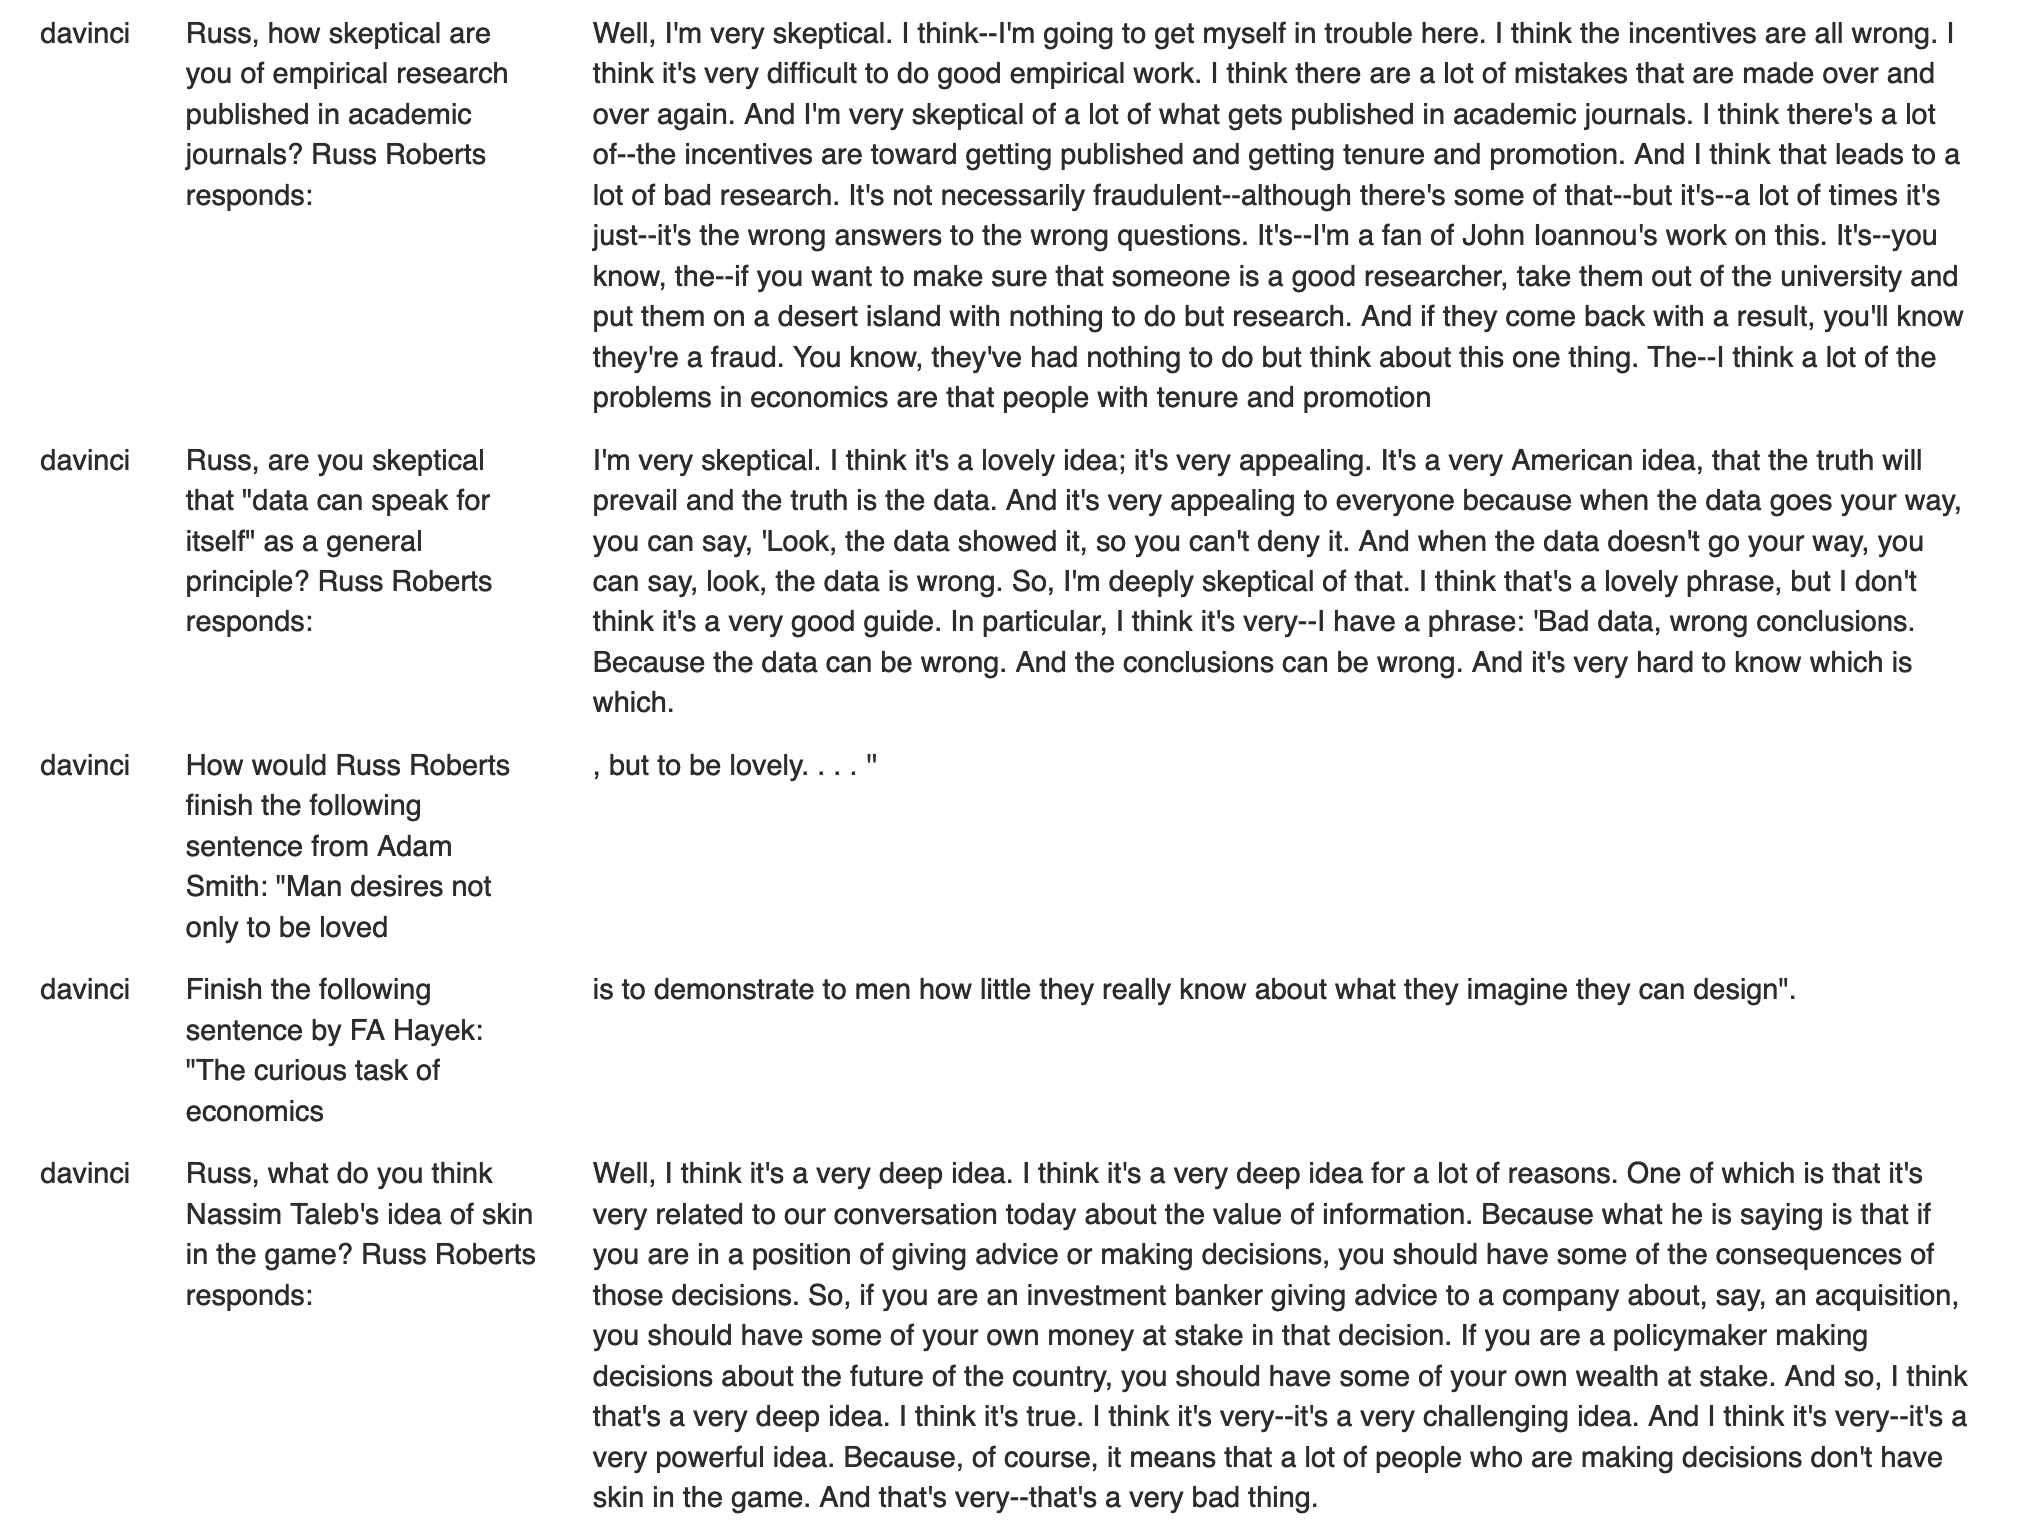 davinci
Russ, how skeptical are
you of empirical research
published in academic
journals? Russ Roberts
responds:
Well, I'm very skeptical. I think--I'm going to get myself in trouble here. I think the incentives are all wrong. I
think it's very difficult to do good empirical work. I think there are a lot of mistakes that are made over and
over again. And I'm very skeptical of a lot of what gets published in academic journals. I think there's a lot
of--the incentives are toward getting published and getting tenure and promotion. And I think that leads to a
lot of bad research. It's not necessarily fraudulent--although there's some of that--but it's--a lot of times it's
just--it's the wrong answers to the wrong questions. It's--I'm a fan of John Ioannou's work on this. It's--you
know, the--if you want to make sure that someone is a good researcher, take them out of the university and
put them on a desert island with nothing to do but research. And if they come back with a result, you'll know
they're a fraud. You know, they've had nothing to do but think about this one thing. The--I think a lot of the
problems in economics are that people with tenure and promotion
davinci
Russ, are you skeptical
that "data can speak for
itself" as a general
principle? Russ Roberts
responds:
I'm very skeptical. I think it's a lovely idea; it's very appealing. It's a very American idea, that the truth will
prevail and the truth is the data. And it's very appealing to everyone because when the data goes your way,
you can say, 'Look, the data showed it, so you can't deny it. And when the data doesn't go your way, you
can say, look, the data is wrong. So, I'm deeply skeptical of that. I think that's a lovely phrase, but I don't
think it's a very good guide. In particular, I think it's very--I have a phrase: 'Bad data, wrong conclusions.
Because the data can be wrong. And the conclusions can be wrong. And it's very hard to know which is
which.
davinci
How would Russ Roberts
finish the following
sentence from Adam
Smith: "Man desires not
only to be loved
, but to be lovely. . . . "
davinci
Finish the following
sentence by FA Hayek:
"The curious task of
economics
is to demonstrate to men how little they really know about what they imagine they can design".
davinci
Russ, what do you think
Nassim Taleb's idea of skin
in the game? Russ Roberts
responds:
Well, I think it's a very deep idea. I think it's a very deep idea for a lot of reasons. One of which is that it's
very related to our conversation today about the value of information. Because what he is saying is that if
you are in a position of giving advice or making decisions, you should have some of the consequences of
those decisions. So, if you are an investment banker giving advice to a company about, say, an acquisition,
you should have some of your own money at stake in that decision. If you are a policymaker making
decisions about the future of the country, you should have some of your own wealth at stake. And so, I think
that's a very deep idea. I think it's true. I think it's very--it's a very challenging idea. And I think it's very--it's a
very powerful idea. Because, of course, it means that a lot of people who are making decisions don't have
skin in the game. And that's very--that's a very bad thing.